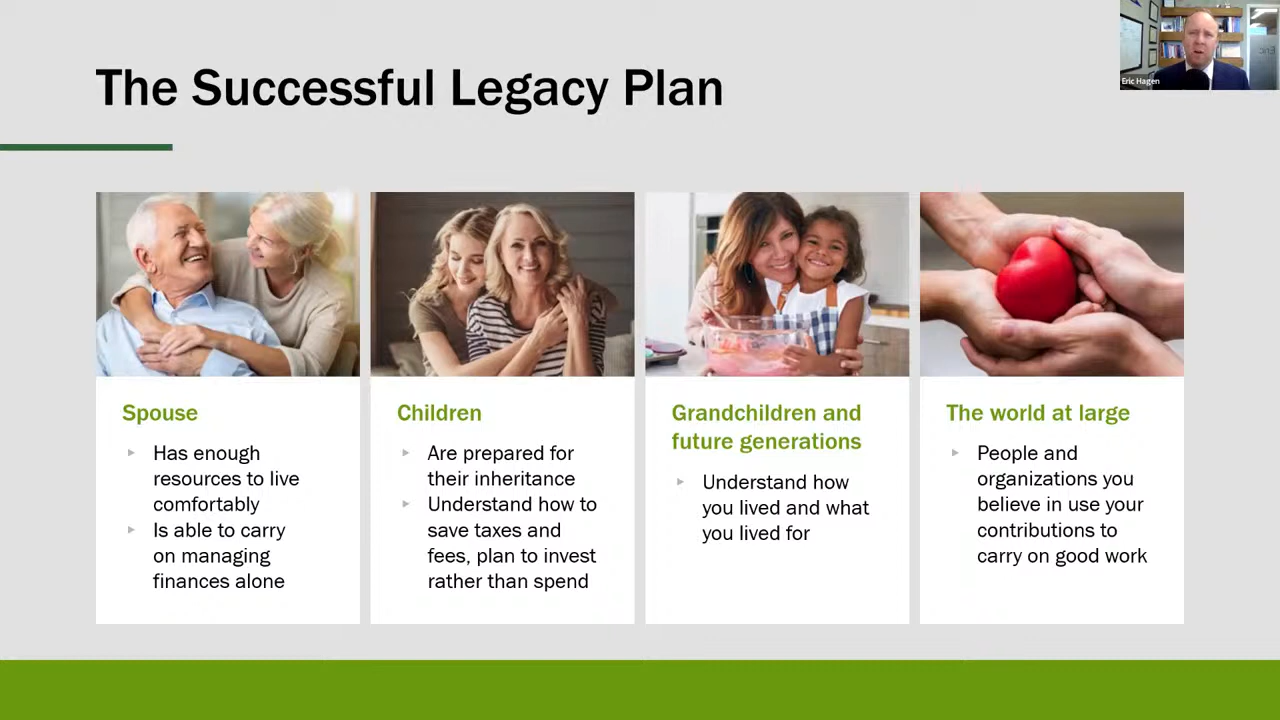 The Successful Legacy Plan
Eric Hagen
Spouse
Has enough
resources to live
comfortably
Is able to carry
on managing
finances alone
Children
Are prepared for
their inheritance
Understand how to
save taxes and
fees, plan to invest
rather than spend
Grandchildren and
future generations
Understand how
you lived and what
you lived for
The world at large
People and
organizations you
believe in use your
contributions to
carry on good work